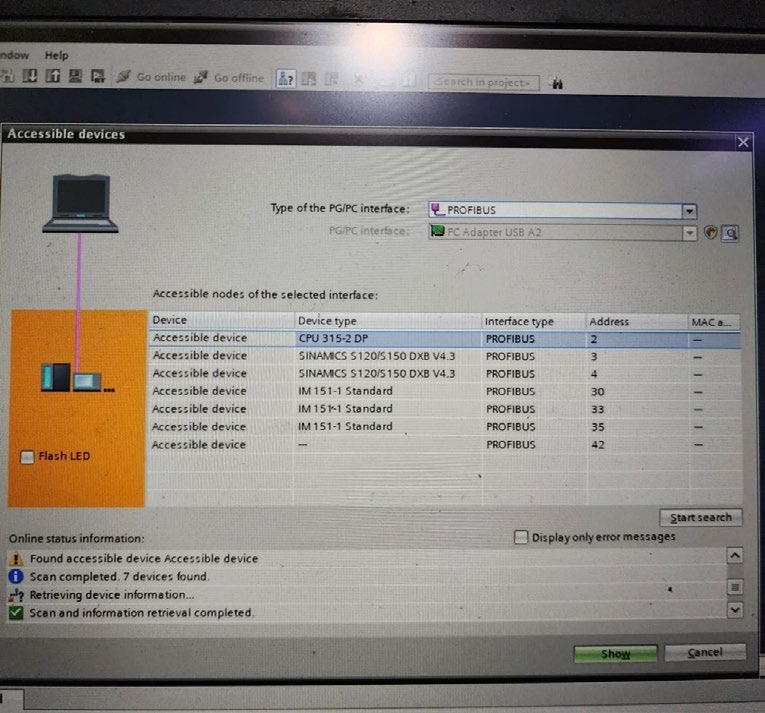 ndow Help
Go online Go offline Search in project>
Accessible devices
Type of the PG/PC interface: PROFIBUS
PG/PC interface: PC Adapter USB A2
Accessible nodes of the selected interface:
Device Device type Interface type Address MAC a...
Accessible device CPU 315-2 DP PROFIBUS 2 —
Accessible device SINAMICS S120/S150 DXB V4.3 PROFIBUS 3 —
Accessible device SINAMICS S120/S150 DXB V4.3 PROFIBUS 4 —
Accessible device IM 151-1 Standard PROFIBUS 30 —
Accessible device IM 151-1 Standard PROFIBUS 33 —
Accessible device IM 151-1 Standard PROFIBUS 35 —
Accessible device — PROFIBUS 42 —
Flash LED
Start search
Online status information:
Display only error messages
Found accessible device Accessible device
Scan completed. 7 devices found.
Retrieving device information...
Scan and information retrieval completed.
Show Cancel